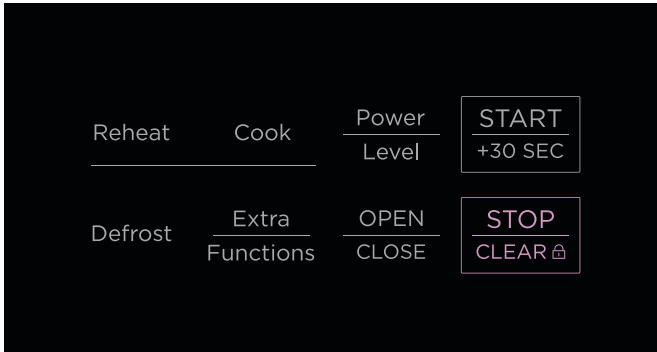 Reheat
Cook
Power
Level
START
+30 SEC
Defrost
Extra
Functions
OPEN
CLOSE
STOP
CLEAR